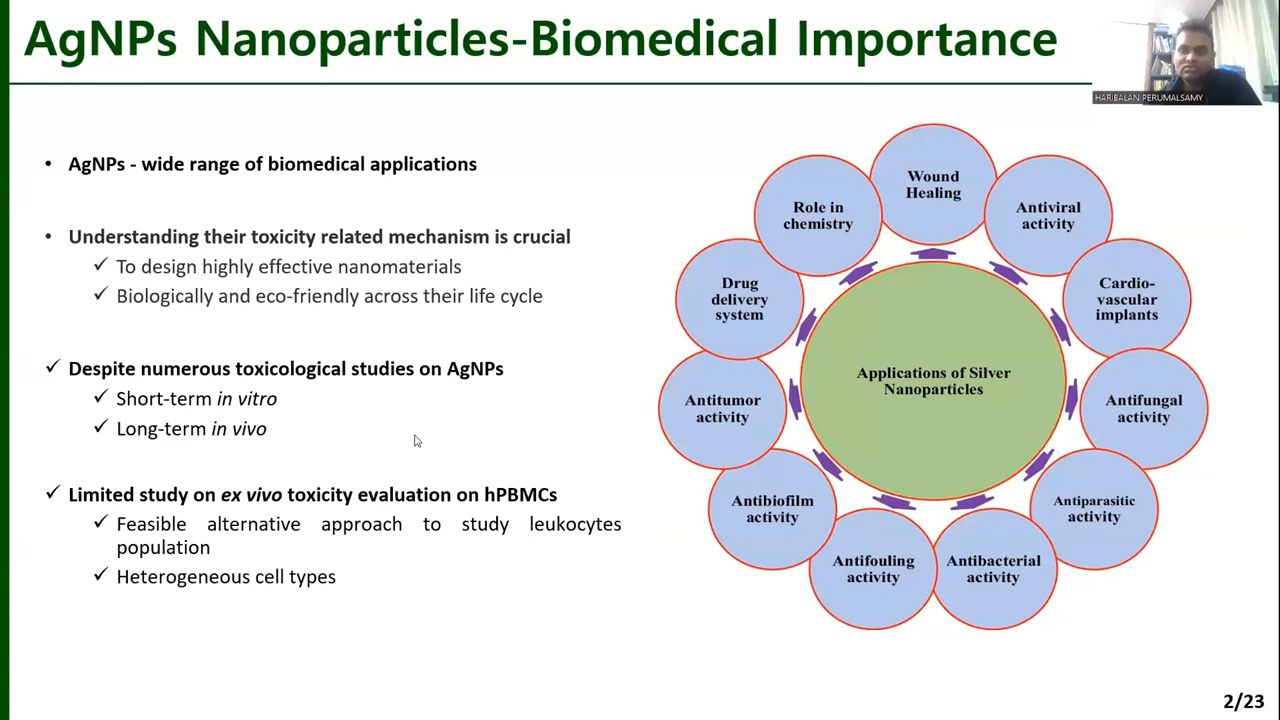 AgNPs Nanoparticles-Biomedical Importance
HARIBALAN PERUMALSAMY
• AgNPs - wide range of biomedical applications
• Understanding their toxicity related mechanism is crucial
✓ To design highly effective nanomaterials
✓ Biologically and eco-friendly across their life cycle
✓ Despite numerous toxicological studies on AgNPs
✓ Short-term in vitro
✓ Long-term in vivo
✓ Limited study on ex vivo toxicity evaluation on hPBMCs
✓ Feasible alternative approach to study leukocytes
population
✓ Heterogeneous cell types
Wound
Healing
Antiviral
activity
Cardio-
vascular
implants
Antifungal
activity
Antiparasitic
activity
Antibacterial
activity
Antifouling
activity
Antibiofilm
activity
Antitumor
activity
Drug
delivery
system
Role in
chemistry
Applications of Silver
Nanoparticles
2/23